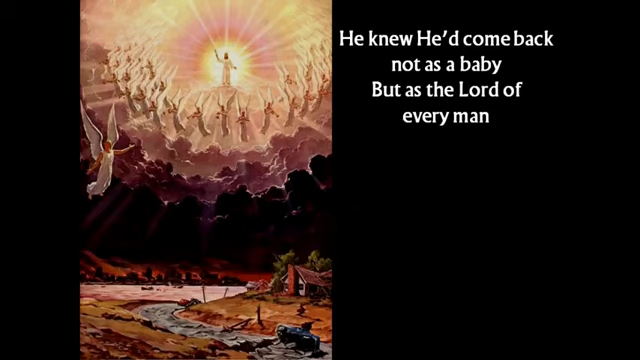 He knew He'd come back
not as a baby
But as the Lord of
every man